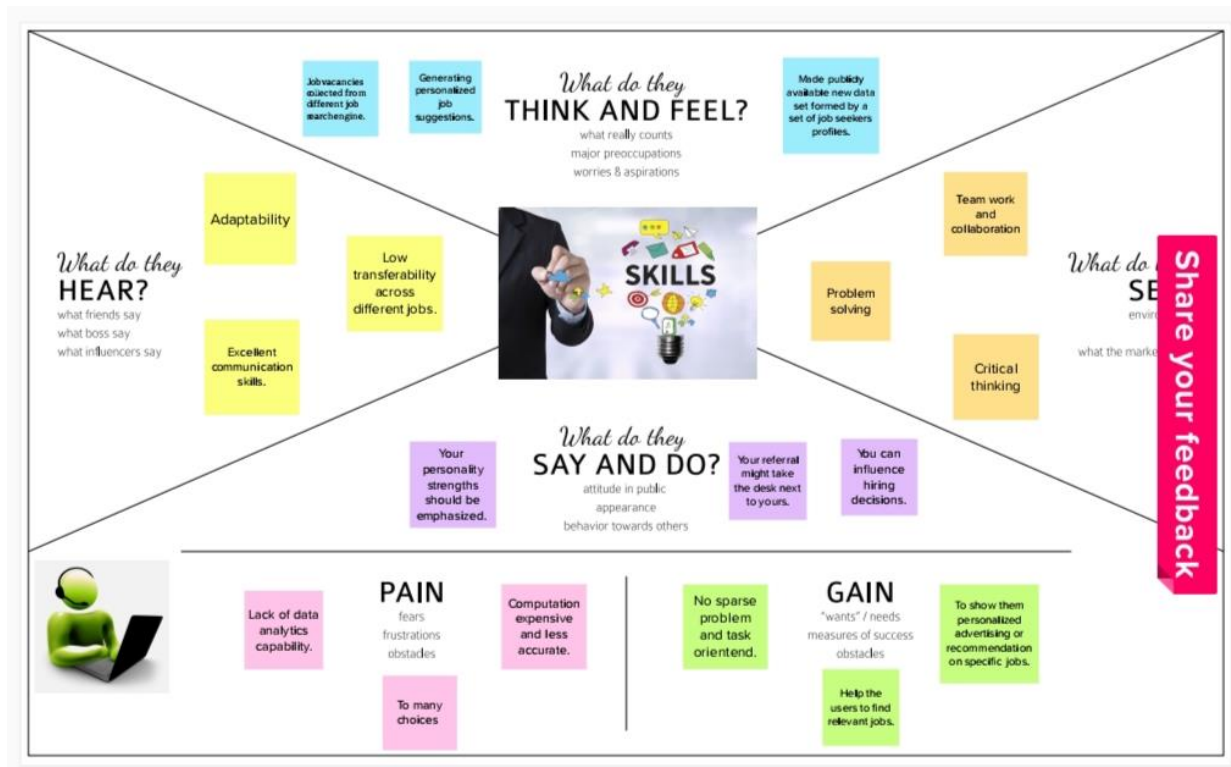 What do they
THINK AND FEEL?
what really counts
major preoccupations
worries & aspirations
Job vacancies
collected from
different job
search engine.
Generating
personalized
job
suggestions.
Made publicly
available new data
set formed by a
set of job seekers
profiles.
What do they
HEAR?
what friends say
what boss say
what influencers say
Adaptability
Low
transferability
across
different jobs.
Excellent
communication
skills.
SKILLS
What do
SE
what the marke
Team work
and
collaboration
Problem
solving
Critical
thinking
Share your feedback
What do they
SAY AND DO?
attitude in public
appearance
behavior towards others
Your
personality
strengths
should be
emphasized.
Your referral
might take
the desk next
to yours.
You can
influence
hiring
decisions.
PAIN
fears
frustrations
obstacles
Lack of data
analytics
capability.
Computation
expensive
and less
accurate.
To many
choices
GAIN
"wants" / needs
measures of success
obstacles
No sparse
problem
and task
orientend.
To show them
personalized
advertising or
recommendation
on specific jobs.
Help the
users to find
relevant jobs.